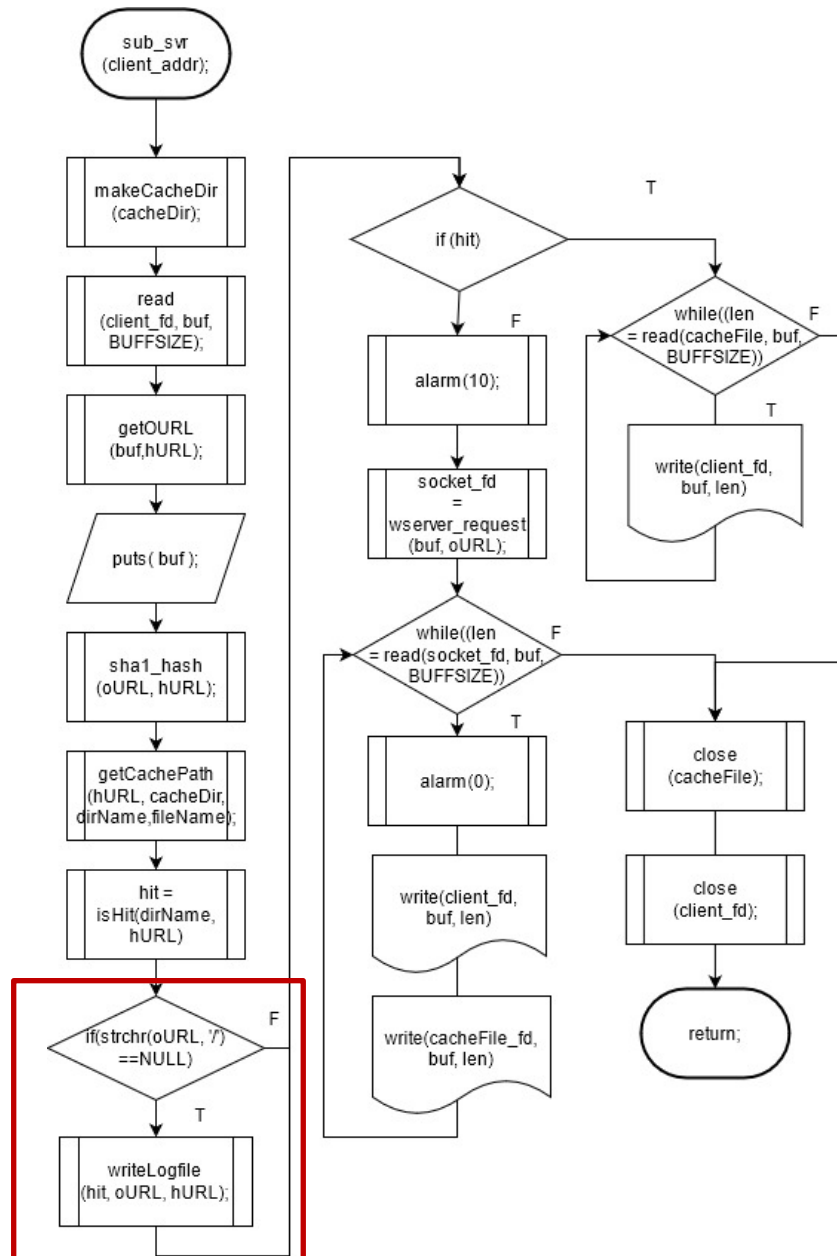 sub_svr
(client_addr);
makeCacheDir
(cacheDir);
read
(client_fd, buf,
BUFFSIZE);
getOURL
(buf,hURL);
puts( buf );
sha1_hash
(oURL, hURL);
getCachePath
(hURL, cacheDir,
dirName,fileName);
hit =
isHit(dirName,
hURL)
if(strchr(oURL, '/')
==NULL)
F
T
writeLogfile
(hit, oURL, hURL);
if (hit)
T
F
alarm(10);
socket_fd
=
wserver_request
(buf, oURL);
while((len
= read(socket_fd, buf,
BUFFSIZE))
F
T
alarm(0);
write(client_fd,
buf, len)
write(cacheFile_fd,
buf, len)
while((len
= read(cacheFile, buf,
BUFFSIZE))
F
T
write(client_fd,
buf, len)
close
(cacheFile);
close
(client_fd);
return;